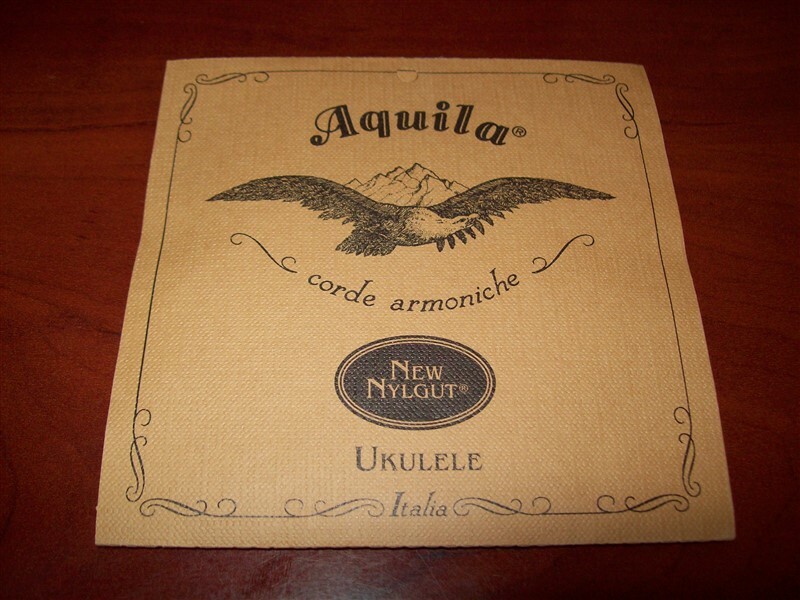 Aquila®
corde armoniche
NEW
NYLGUT®
UKULELE
Italia